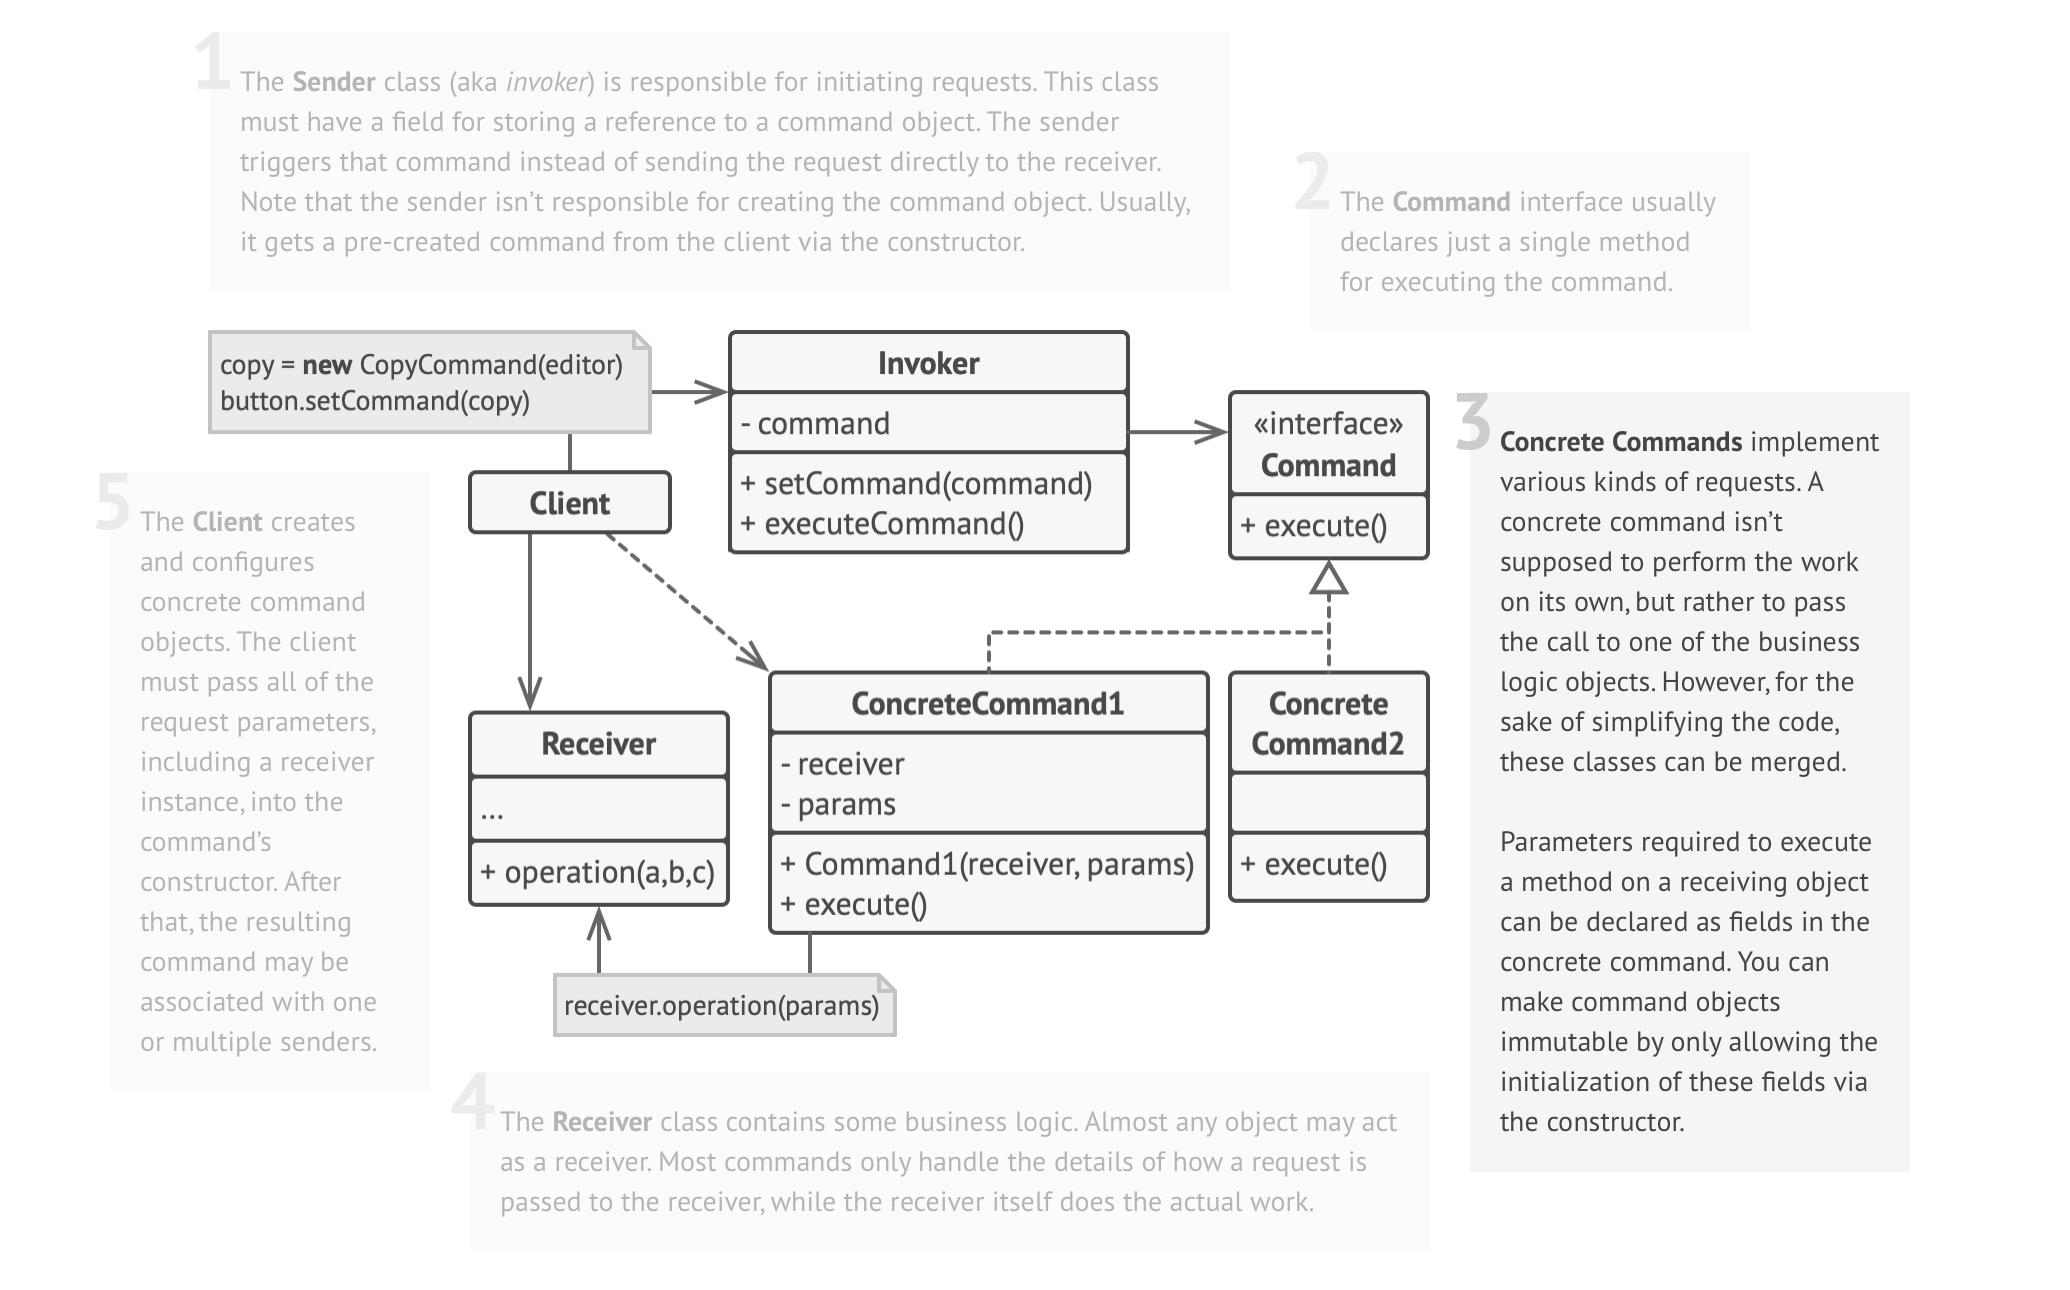 1
The Sender class (aka invoker) is responsible for initiating requests. This class
must have a field for storing a reference to a command object. The sender
triggers that command instead of sending the request directly to the receiver.
Note that the sender isn’t responsible for creating the command object. Usually,
it gets a pre-created command from the client via the constructor.
2
The Command interface usually
declares just a single method
for executing the command.
copy = new CopyCommand(editor)
button.setCommand(copy)
Invoker
- command
+ setCommand(command)
+ executeCommand()
«interface»
Command
+ execute()
3
Concrete Commands implement
various kinds of requests. A
concrete command isn’t
supposed to perform the work
on its own, but rather to pass
the call to one of the business
logic objects. However, for the
sake of simplifying the code,
these classes can be merged.
Parameters required to execute
a method on a receiving object
can be declared as fields in the
concrete command. You can
make command objects
immutable by only allowing the
initialization of these fields via
the constructor.
Client
5
The Client creates
and configures
concrete command
objects. The client
must pass all of the
request parameters,
including a receiver
instance, into the
command’s
constructor. After
that, the resulting
command may be
associated with one
or multiple senders.
Receiver
...
+ operation(a,b,c)
ConcreteCommand1
- receiver
- params
+ Command1(receiver, params)
+ execute()
Concrete
Command2
+ execute()
receiver.operation(params)
4
The Receiver class contains some business logic. Almost any object may act
as a receiver. Most commands only handle the details of how a request is
passed to the receiver, while the receiver itself does the actual work.